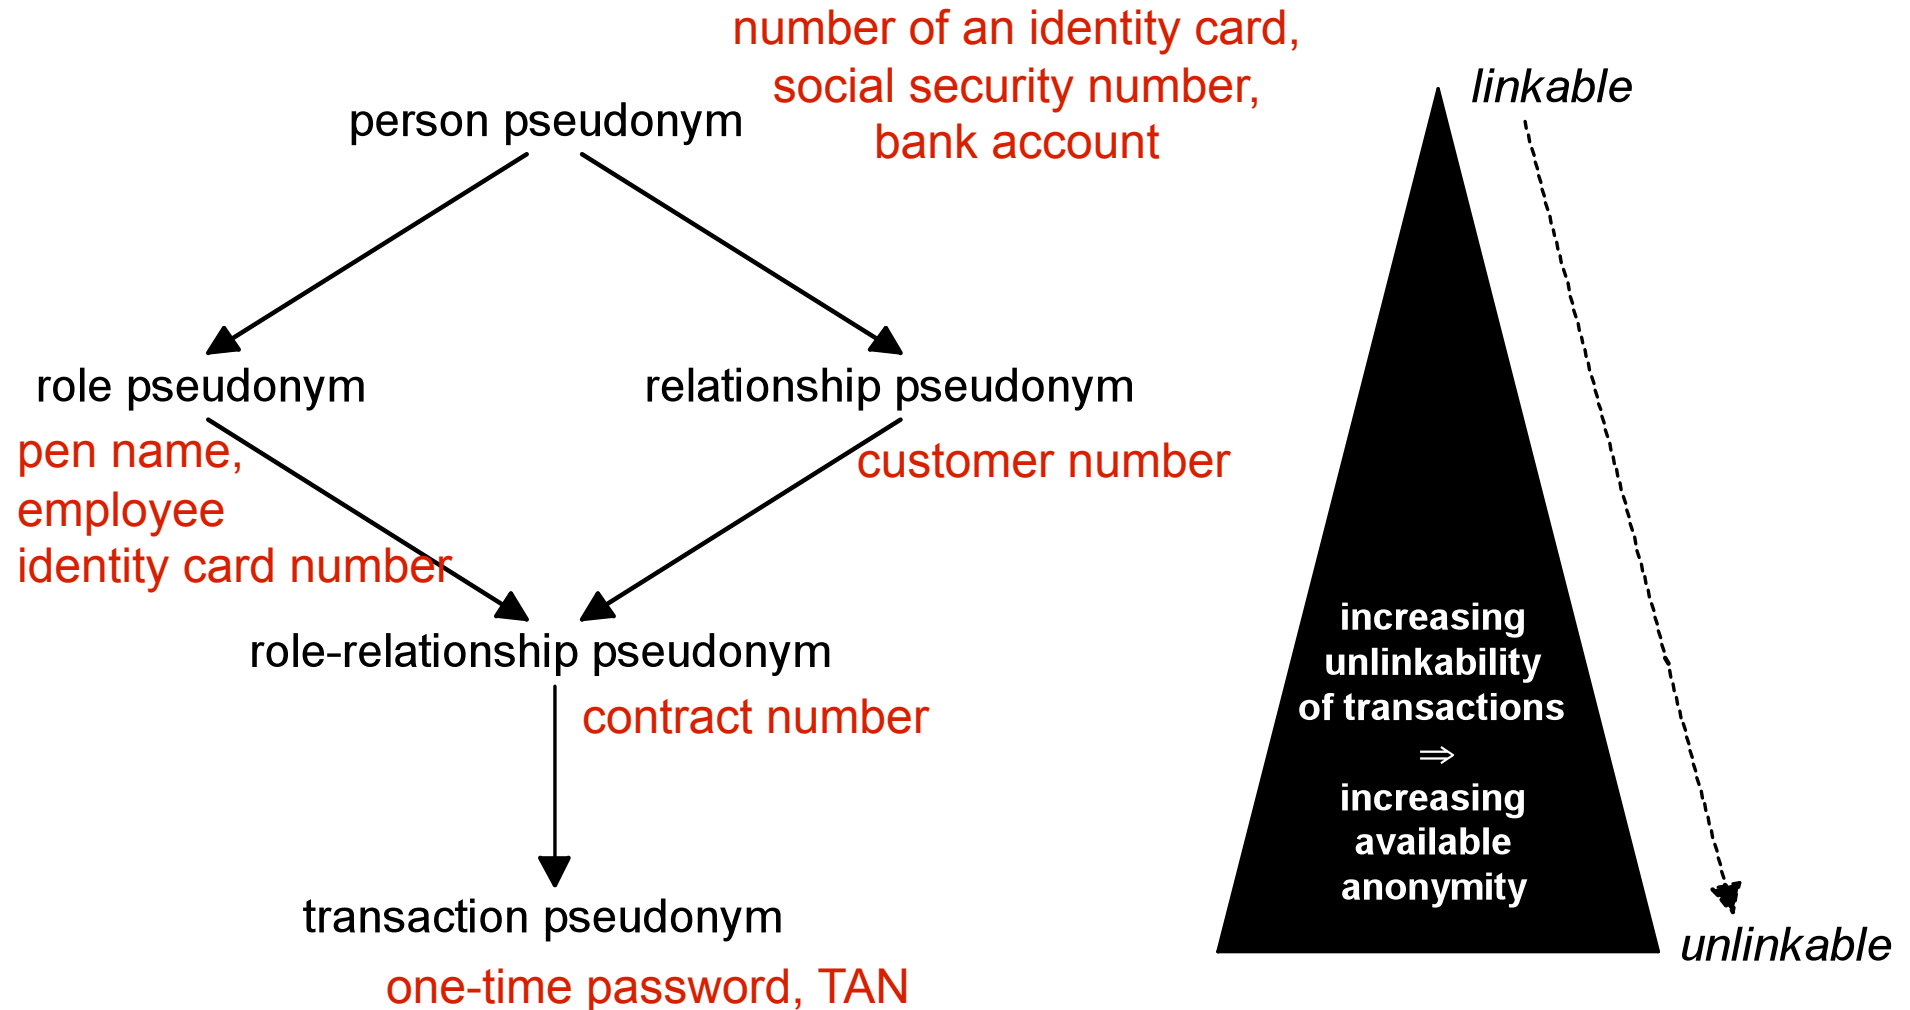 number of an identity card,
social security number,
bank account
person pseudonym
linkable
role pseudonym
relationship pseudonym
pen name,
employee
identity card number
customer number
role-relationship pseudonym
contract number
increasing
unlinkability
of transactions
⇒
increasing
available
anonymity
transaction pseudonym
unlinkable
one-time password, TAN